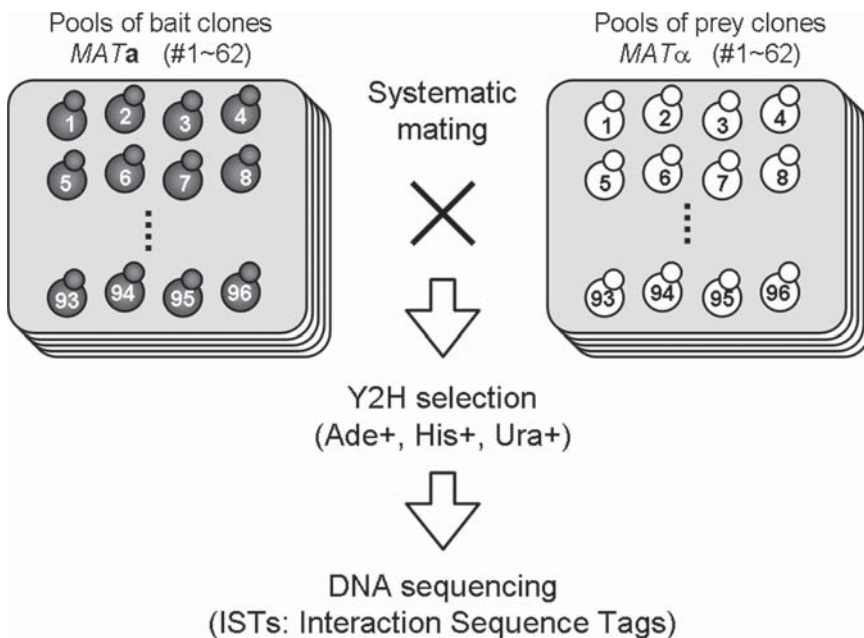 Pools of bait clones
MATa (#1~62)
1 2 3 4
5 6 7 8
93 94 95 96
Systematic
mating
Pools of prey clones
MATα (#1~62)
1 2 3 4
5 6 7 8
93 94 95 96
Y2H selection
(Ade+, His+, Ura+)
DNA sequencing
(ISTs: Interaction Sequence Tags)